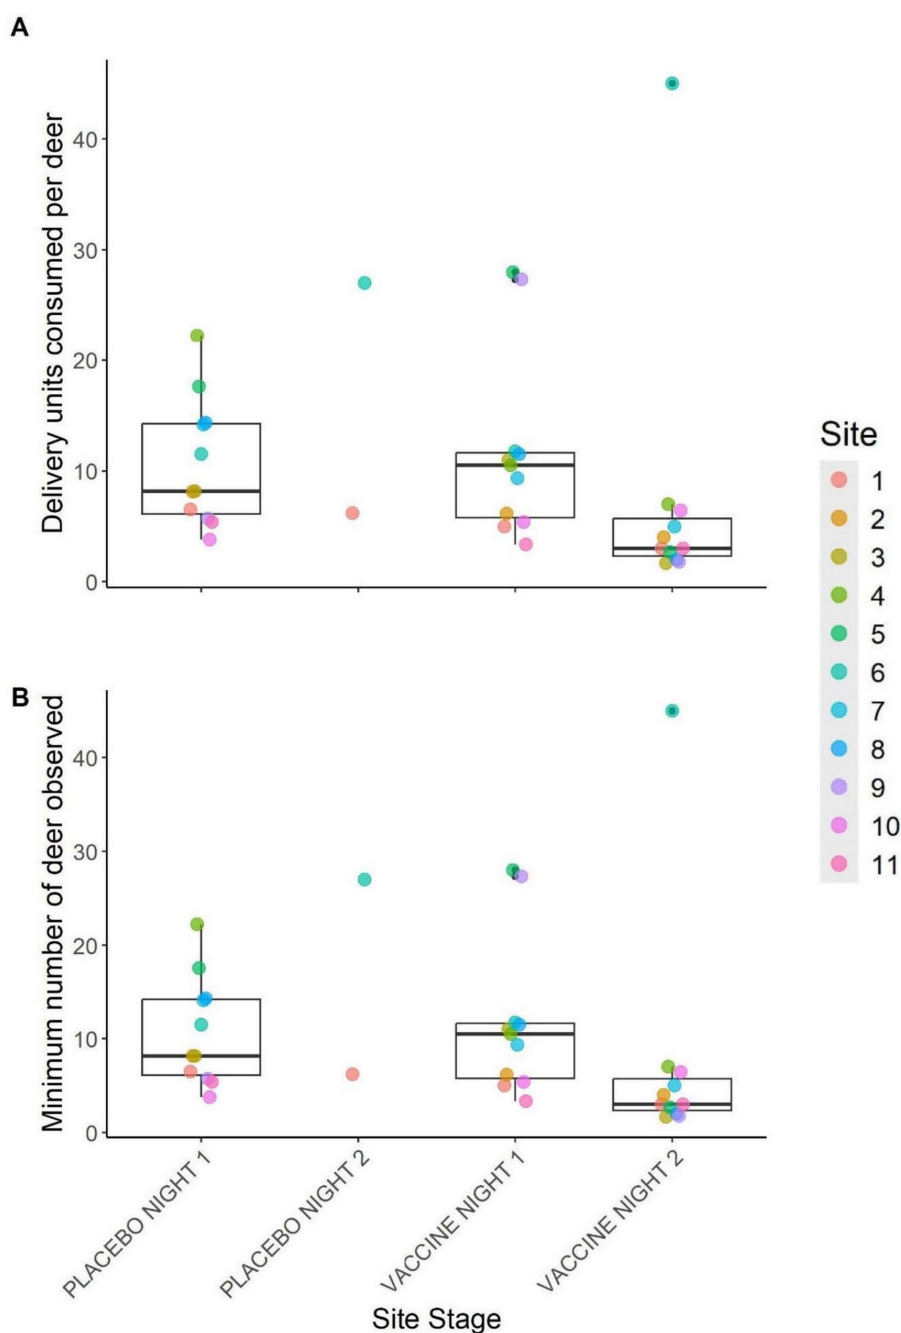 A
Delivery units consumed per deer
40
30
20
10
0
B
Minimum number of deer observed
40
30
20
10
0
PLACEBO NIGHT 1
PLACEBO NIGHT 2
VACCINE NIGHT 1
VACCINE NIGHT 2
Site Stage
Site
1
2
3
4
5
6
7
8
9
10
11